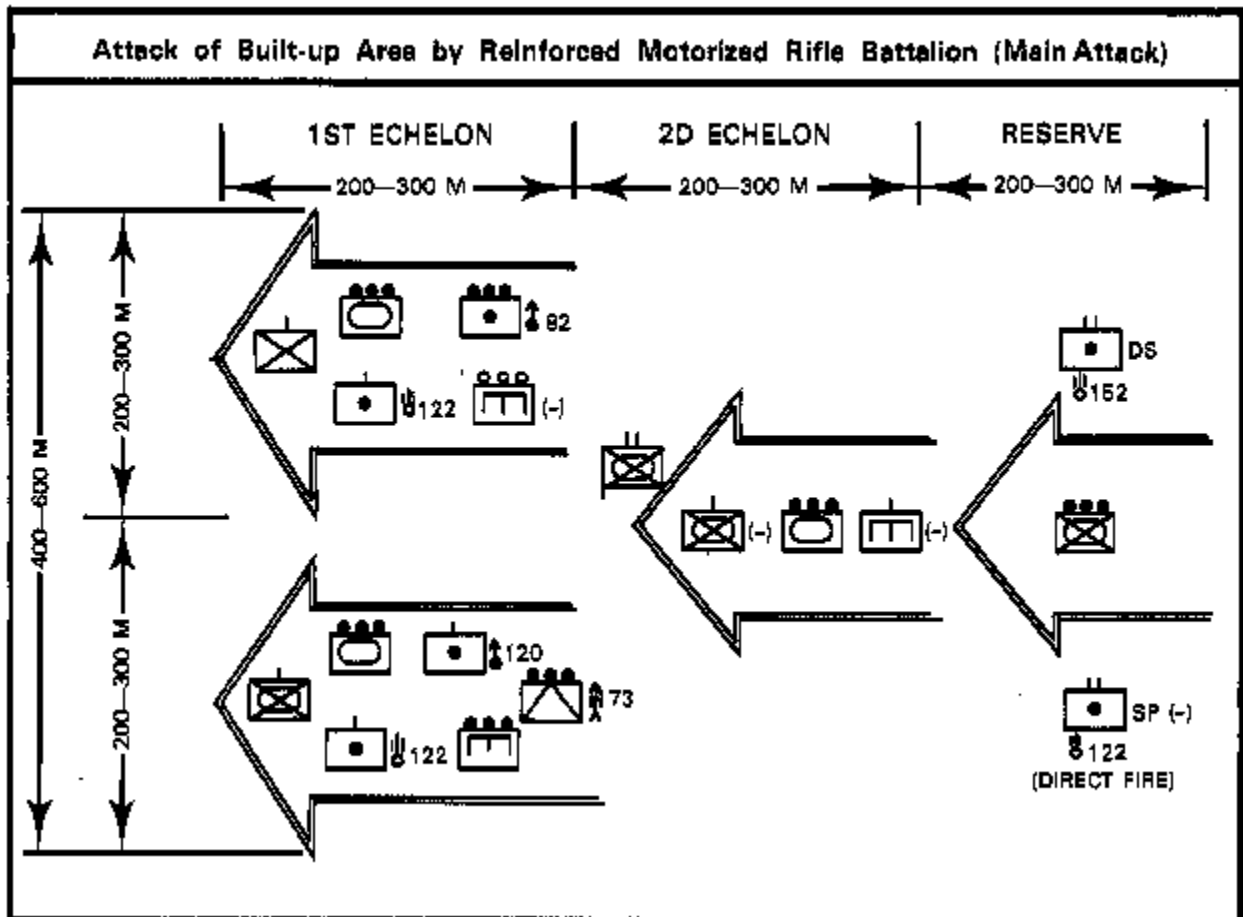 Attack of Built-up Area by Reinforced Motorized Rifle Battalion (Main Attack)
1ST ECHELON
2D ECHELON
RESERVE
200—300 M
200—300 M
200—300 M
400—600 M
200—300 M
200—300 M
82
122
(-)
DS
152
(-)
(-)
120
73
122
SP (-)
122
(DIRECT FIRE)